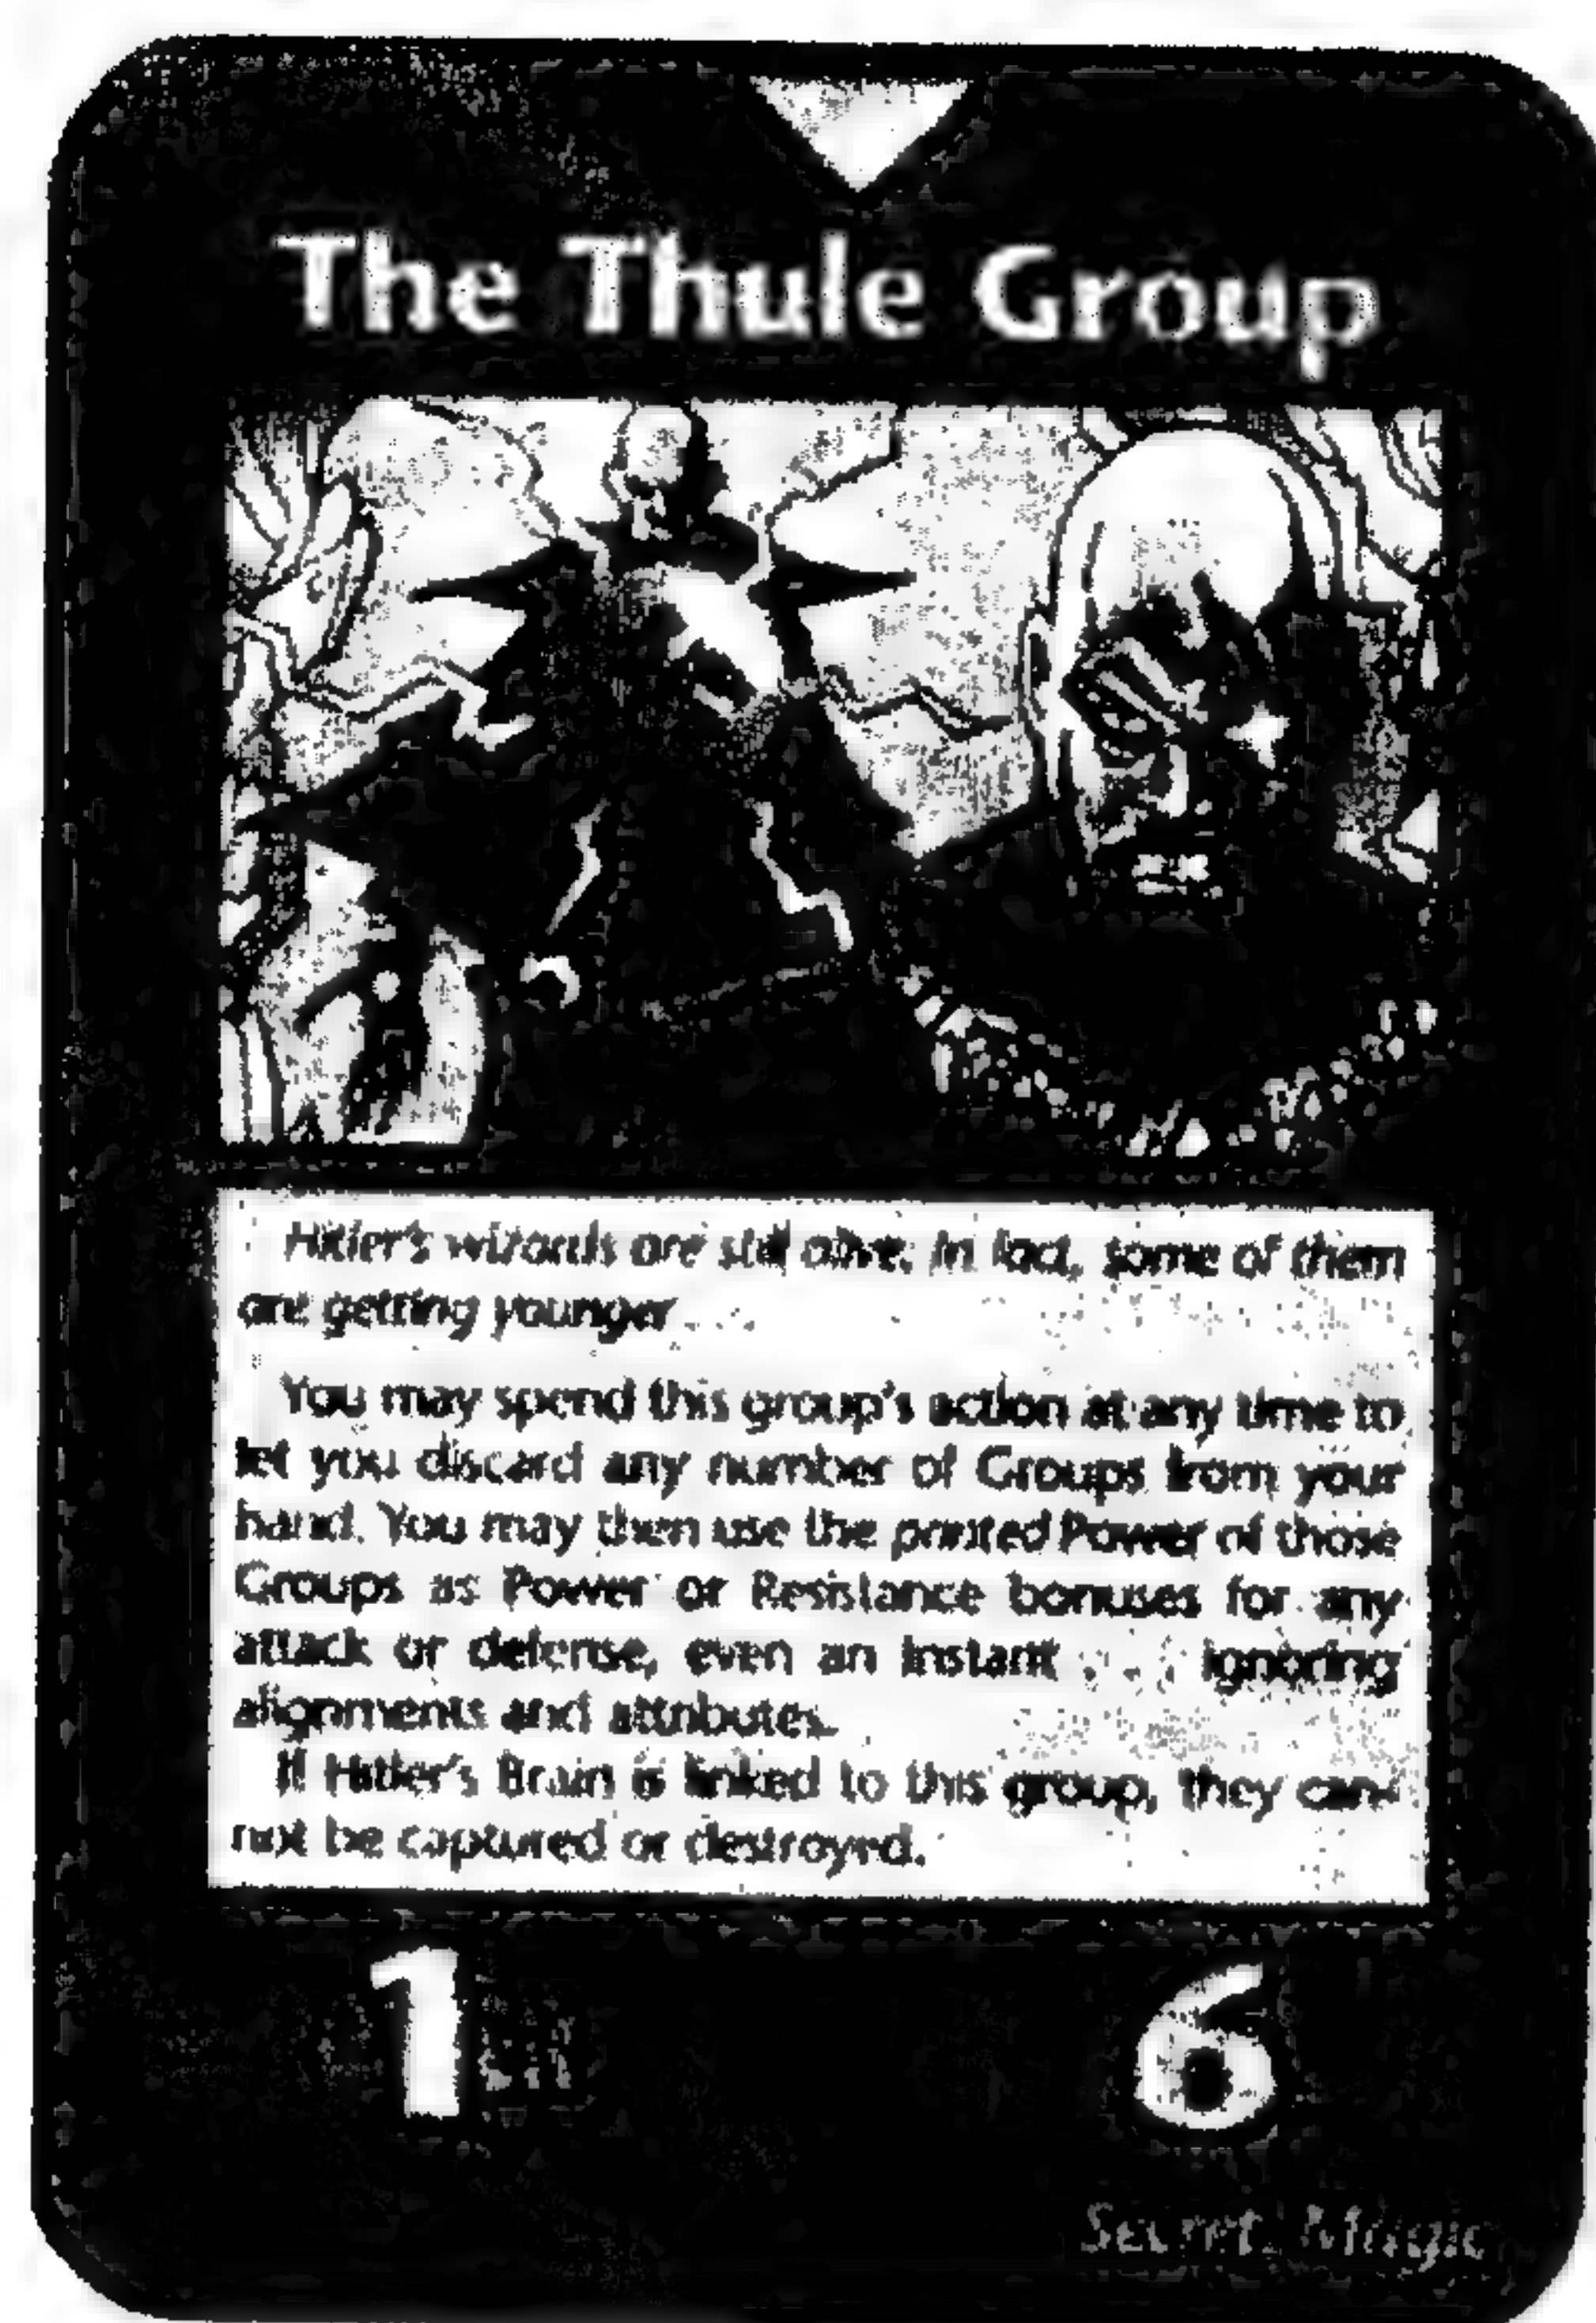 The Thule Group
Hitler's wizards are still alive. In fact, some of them
are getting younger . . .
You may spend this group's action at any time to
let you discard any number of Groups from your
hand. You may then use the printed Power of those
Groups as Power or Resistance bonuses for any
attack or defense, even an Instant . . . ignoring
alignments and attributes.
If Hitler's Brain is linked to this group, they can-
not be captured or destroyed.
1 6
Secret, Magic